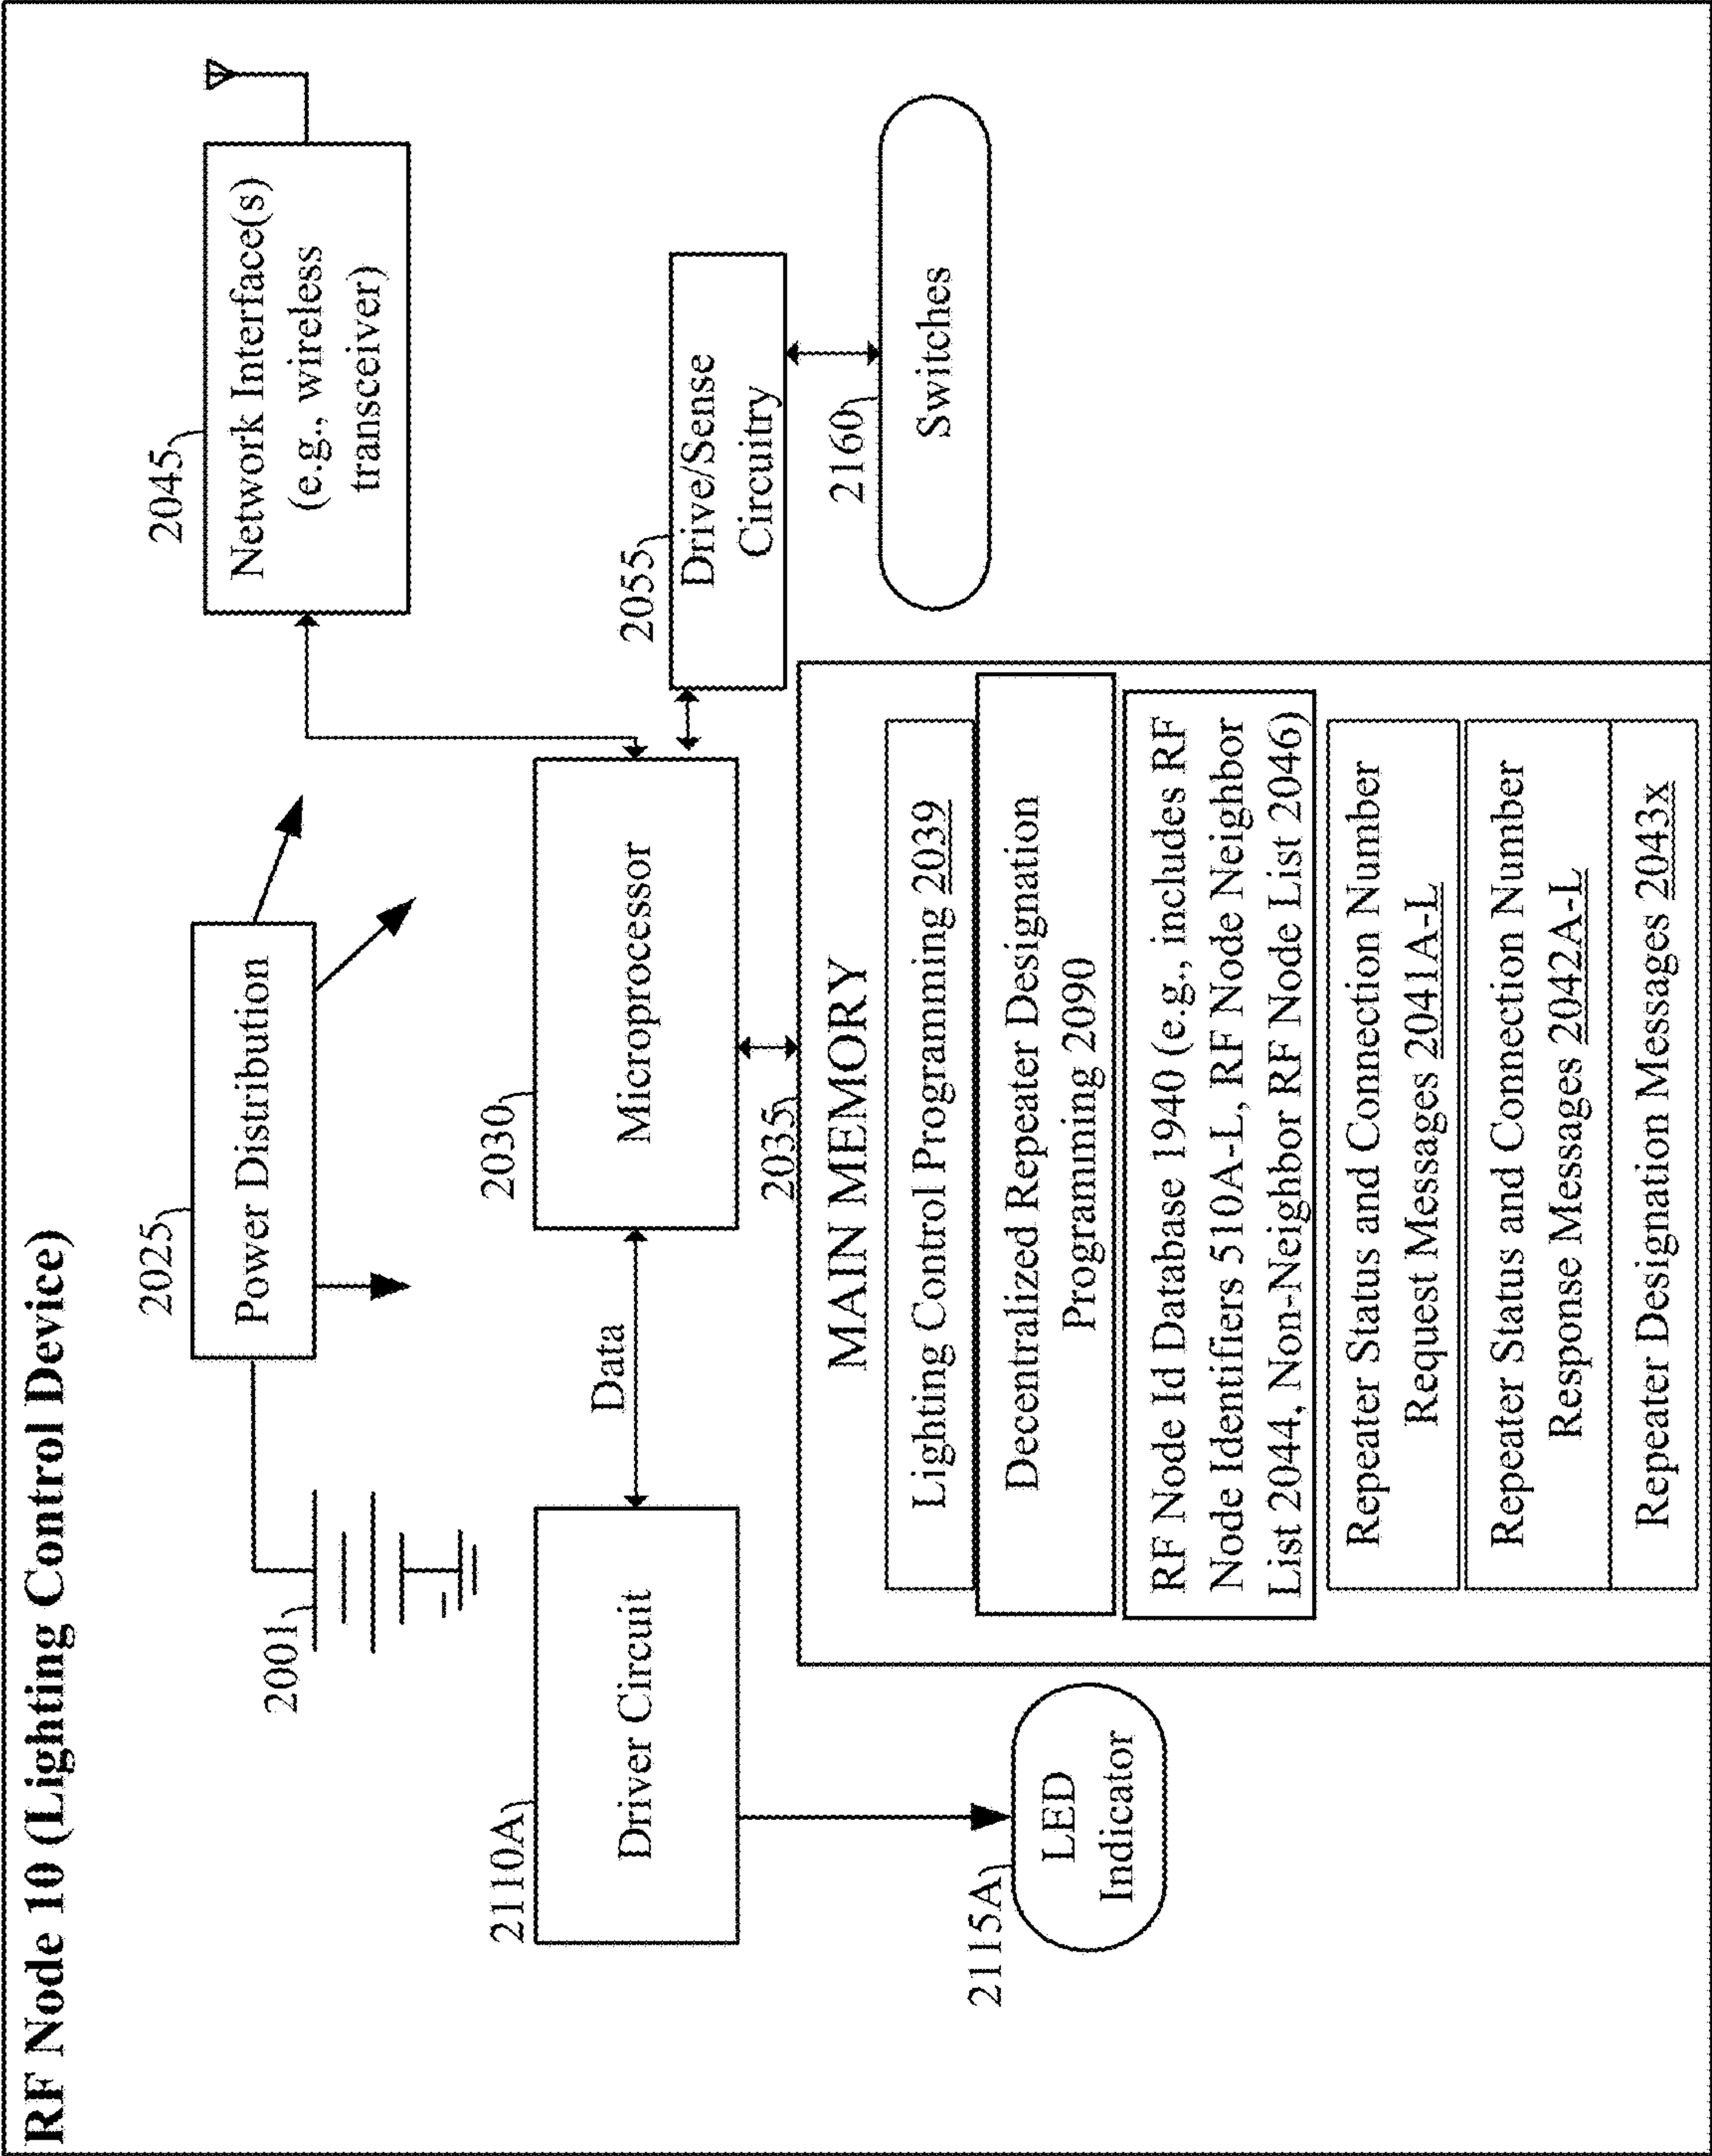 RF Node 10 (Lighting Control Device)
2001
2025
Power Distribution
2045
Network Interface(s)
(e.g., wireless
transceiver)
2110A
Driver Circuit
Data
2030
Microprocessor
2055
Drive/Sense
Circuitry
2160
Switches
2115A
LED
Indicator
2035
MAIN MEMORY
Lighting Control Programming 2039
Decentralized Repeater Designation
Programming 2090
RF Node Id Database 1940 (e.g., includes RF
Node Identifiers 510A-L, RF Node Neighbor
List 2044, Non-Neighbor RF Node List 2046)
Repeater Status and Connection Number
Request Messages 2041A-L
Repeater Status and Connection Number
Response Messages 2042A-L
Repeater Designation Messages 2043x